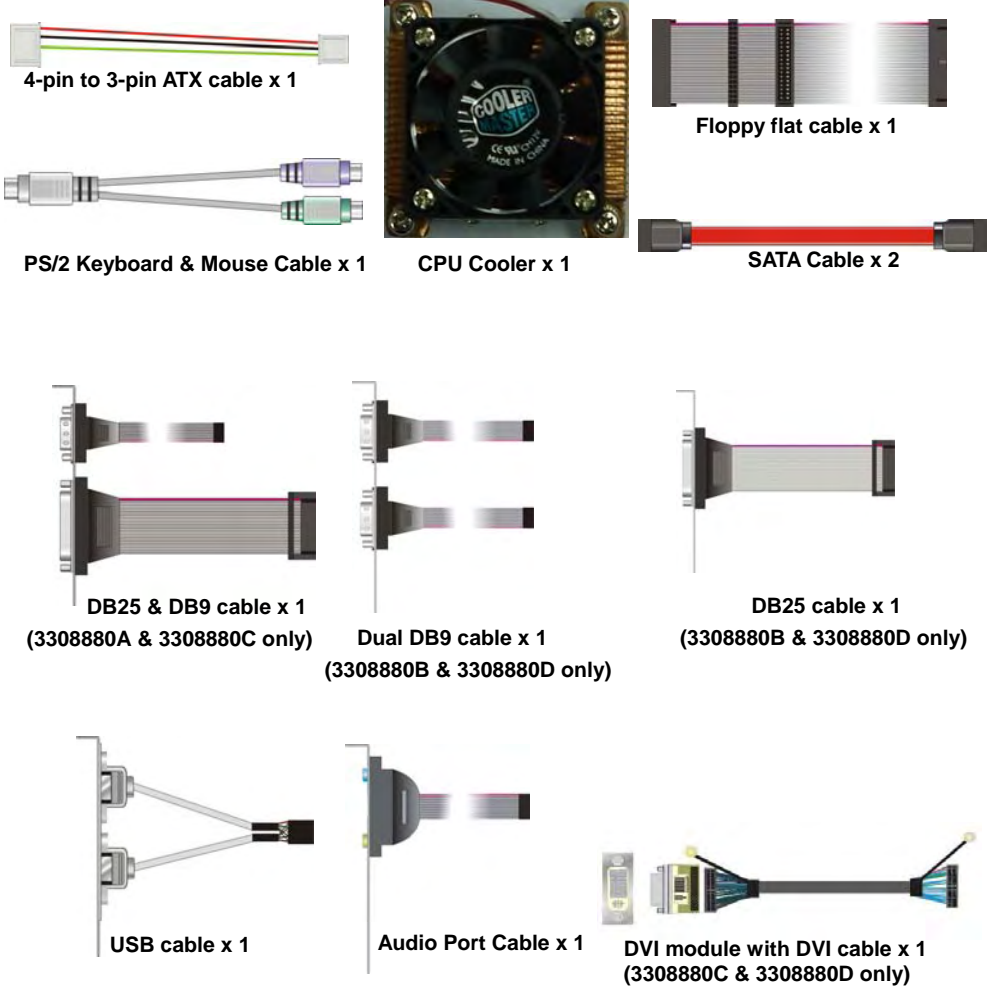 4-pin to 3-pin ATX cable x 1
COOLER
MASTER
CE CM12V
MADE IN CHINA
Floppy flat cable x 1
PS/2 Keyboard & Mouse Cable x 1
CPU Cooler x 1
SATA Cable x 2
DB25 & DB9 cable x 1
(3308880A & 3308880C only)
Dual DB9 cable x 1
(3308880B & 3308880D only)
DB25 cable x 1
(3308880B & 3308880D only)
USB cable x 1
Audio Port Cable x 1
DVI module with DVI cable x 1
(3308880C & 3308880D only)